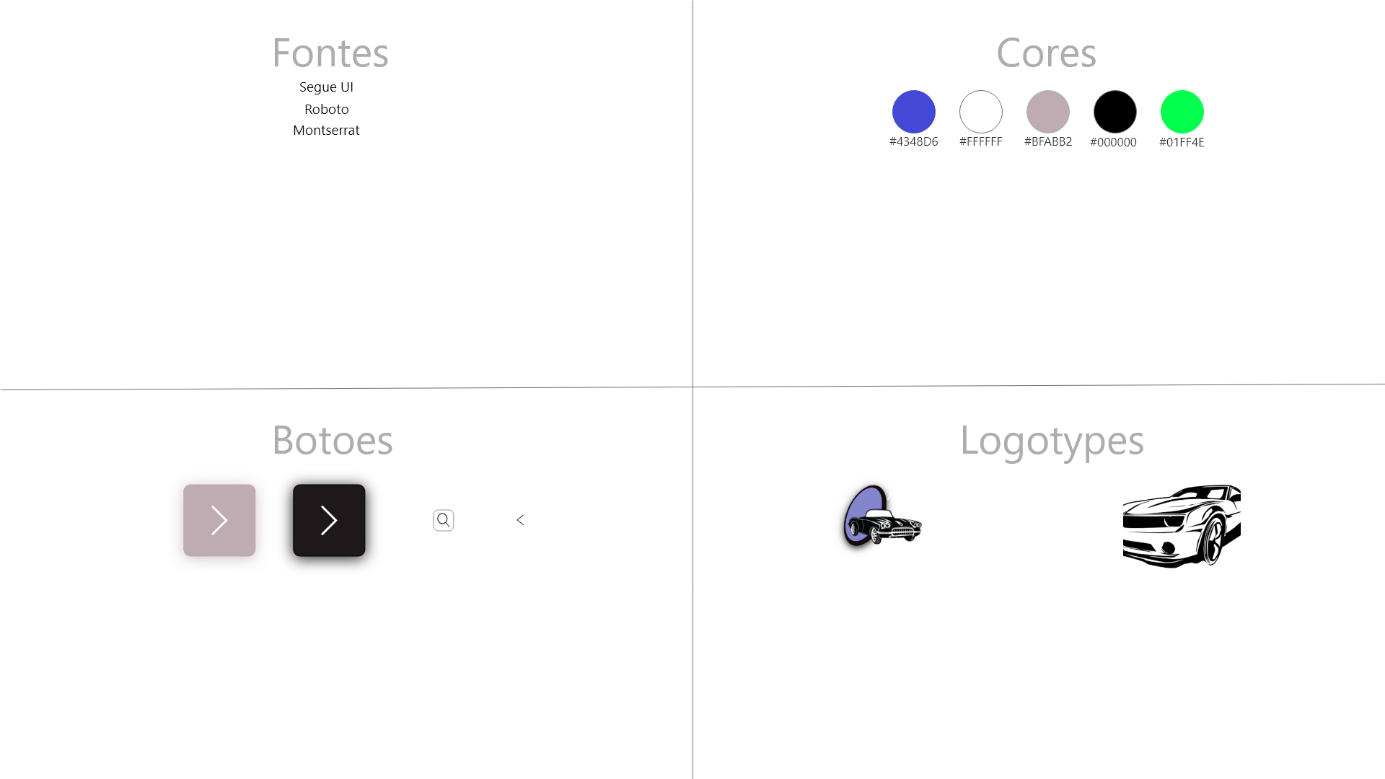 Fontes
Segue UI
Roboto
Montserrat
Cores
#4348D6 #FFFFFF #BFABB2 #000000 #01FF4E
Botoes
Logotypes